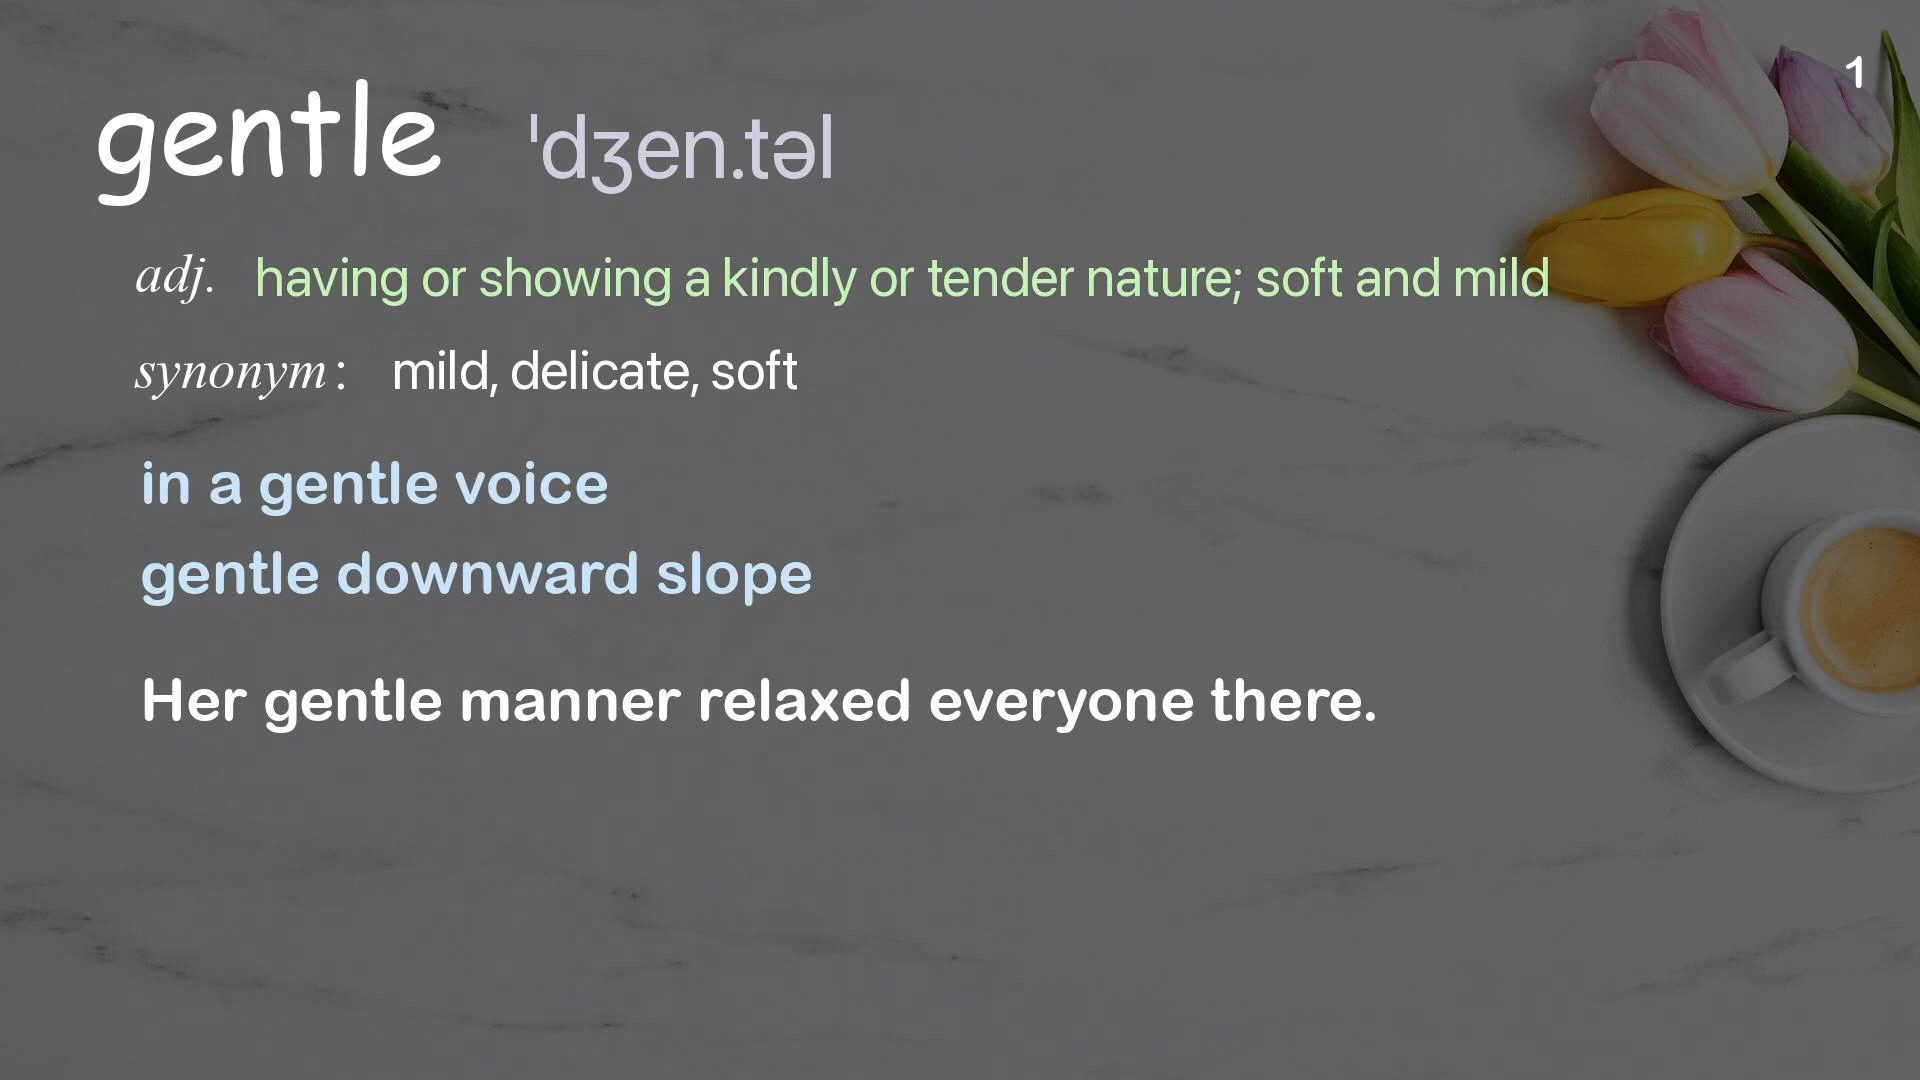 1
gentle ˈdʒen.təl
adj. having or showing a kindly or tender nature; soft and mild
synonym: mild, delicate, soft
in a gentle voice
gentle downward slope
Her gentle manner relaxed everyone there.